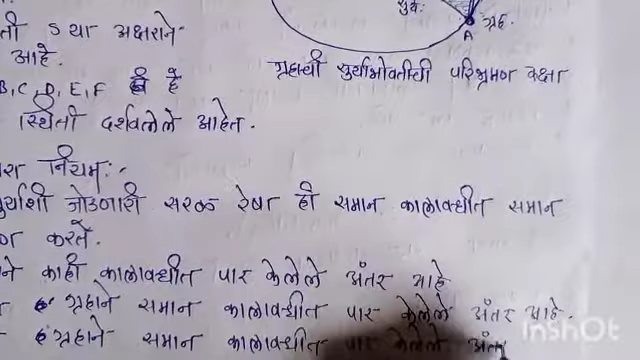 ती S या अक्षराने
युवः
A ग्रह.
आहे.
ग्रहाची सुर्याभोवतीची परिभ्रमण कक्षा
B, C, D, E, F ही हे
स्थिती दर्शवलेले आहेत.
रा नियम:-
सुर्याशी जोडणारी सरळ रेषा ही समान कालावधीत समान
करते.
ने काही कालावधीत पार केलेले अंतर आहे
ग्रहाने समान कालावधीत पार केलेले अंतर आहे.
ग्रहाने समान कालावधीत पार केलेले अंतर
InShOt